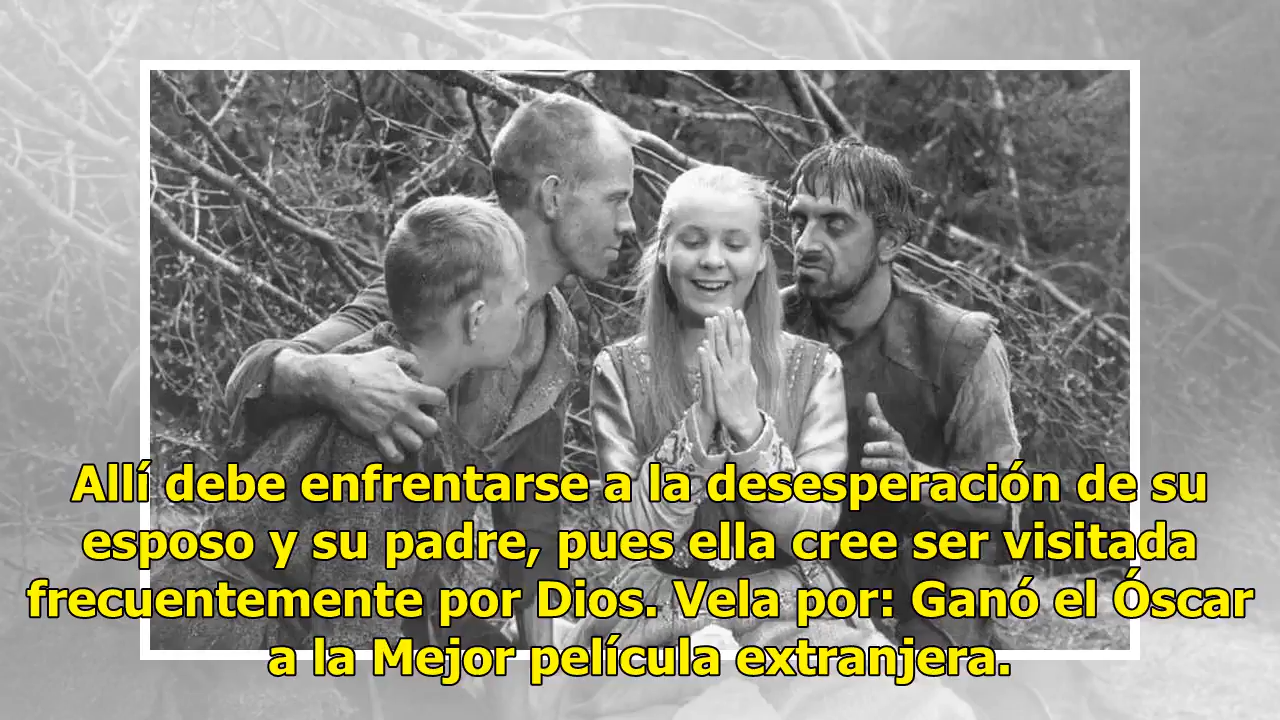 Allí debe enfrentarse a la desesperación de su
esposo y su padre, pues ella cree ser visitada
frecuentemente por Dios. Vela por: Ganó el Óscar
a la Mejor película extranjera.